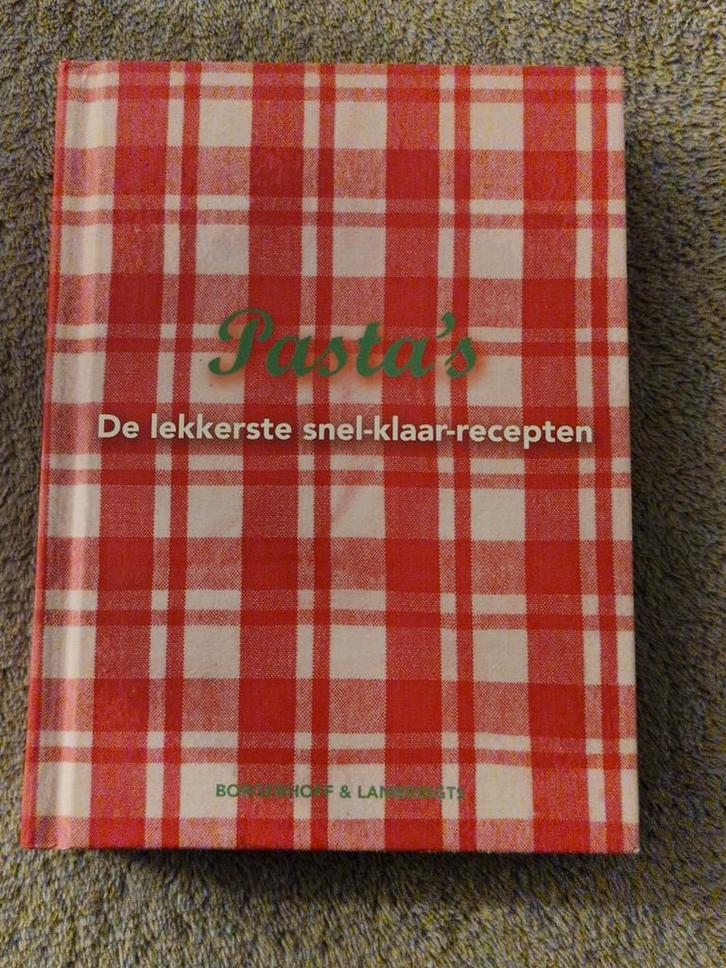 Pasta's
De lekkerste snel-klaar-recepten
BORGERHOFF & LAMBERIGTS